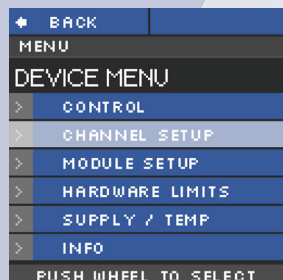 ← BACK
MENU
DEVICE MENU
> CONTROL
> CHANNEL SETUP
> MODULE SETUP
> HARDWARE LIMITS
> SUPPLY / TEMP
> INFO
PUSH WHEEL TO SELECT